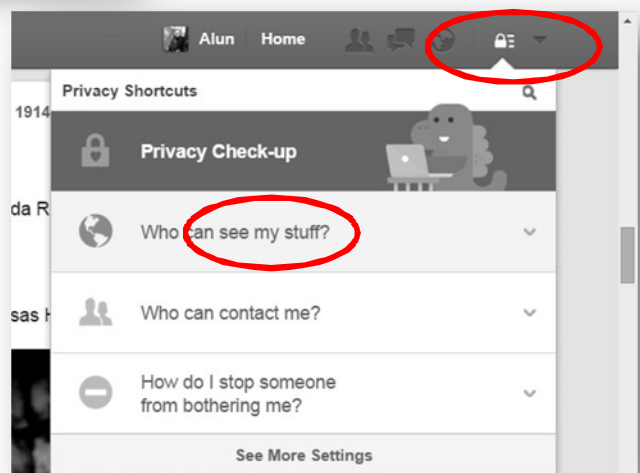 Alun Home
Privacy Shortcuts
1914
Privacy Check-up
da R
Who can see my stuff?
sas H
Who can contact me?
How do I stop someone
from bothering me?
See More Settings